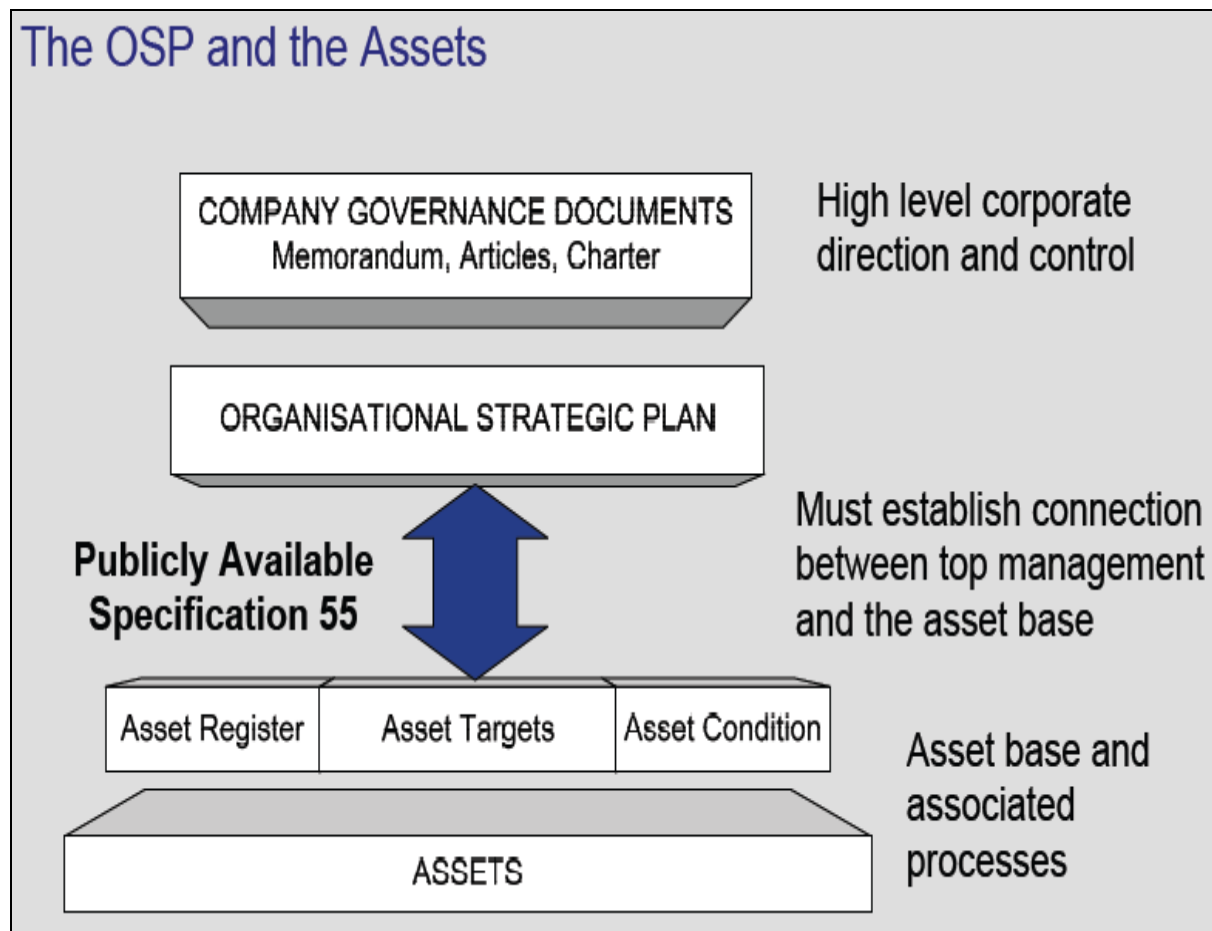 The OSP and the Assets
COMPANY GOVERNANCE DOCUMENTS
Memorandum, Articles, Charter
High level corporate
direction and control
ORGANISATIONAL STRATEGIC PLAN
Publicly Available
Specification 55
Must establish connection
between top management
and the asset base
Asset Register
Asset Targets
Asset Condition
Asset base and
associated
processes
ASSETS